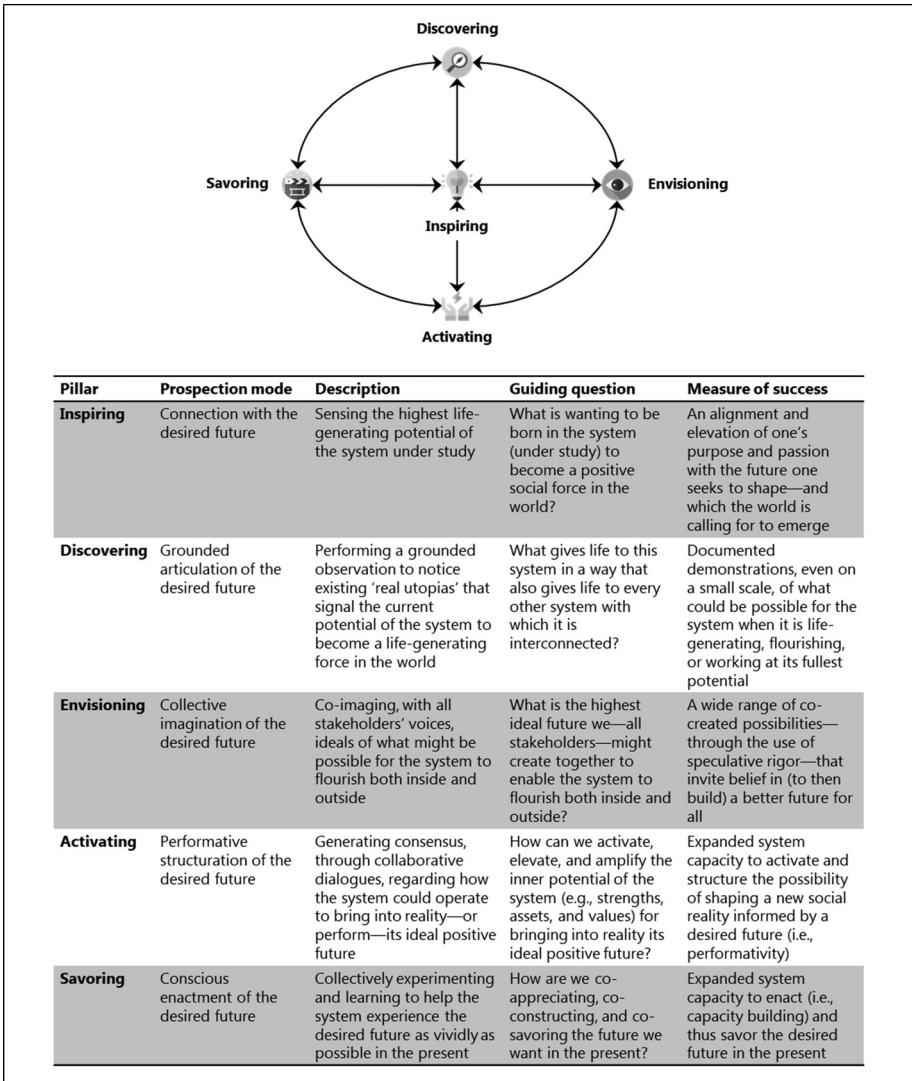 Discovering
Savoring
Envisioning
Inspiring
Activating
Pillar Prospection mode Description Guiding question Measure of success
Inspiring Connection with the Sensing the highest life- What is wanting to be An alignment and
desired future generating potential of born in the system elevation of one's
the system under study (under study) to purpose and passion
become a positive with the future one
social force in the seeks to shape—and
world? which the world is
calling for to emerge
Discovering Grounded Performing a grounded What gives life to this Documented
articulation of the observation to notice system in a way that demonstrations, even on
desired future existing 'real utopias' that also gives life to every a small scale, of what
signal the current other system with could be possible for the
potential of the system to which it is system when it is life-
become a life-generating interconnected? generating, flourishing,
force in the world or working at its fullest
potential
Envisioning Collective Co-imaging, with all What is the highest A wide range of co-
imagination of the stakeholders' voices, ideal future we—all created possibilities—
desired future ideals of what might be stakeholders—might through the use of
possible for the system to create together to speculative rigor—that
flourish both inside and enable the system to invite belief in (to then
outside flourish both inside and build) a better future for
outside? all
Activating Performative Generating consensus, How can we activate, Expanded system
structuration of the through collaborative elevate, and amplify the capacity to activate and
desired future dialogues, regarding how inner potential of the structure the possibility
the system could operate system (e.g., strengths, of shaping a new social
to bring into reality—or assets, and values) for reality informed by a
perform—its ideal positive bringing into reality its desired future (i.e.,
future ideal positive future? performativity)
Savoring Conscious Collectively experimenting How are we co- Expanded system
enactment of the and learning to help the appreciating, co- capacity to enact (i.e.,
desired future system experience the constructing, and co- capacity building) and
desired future as vividly as savoring the future we thus savor the desired
possible in the present want in the present? future in the present